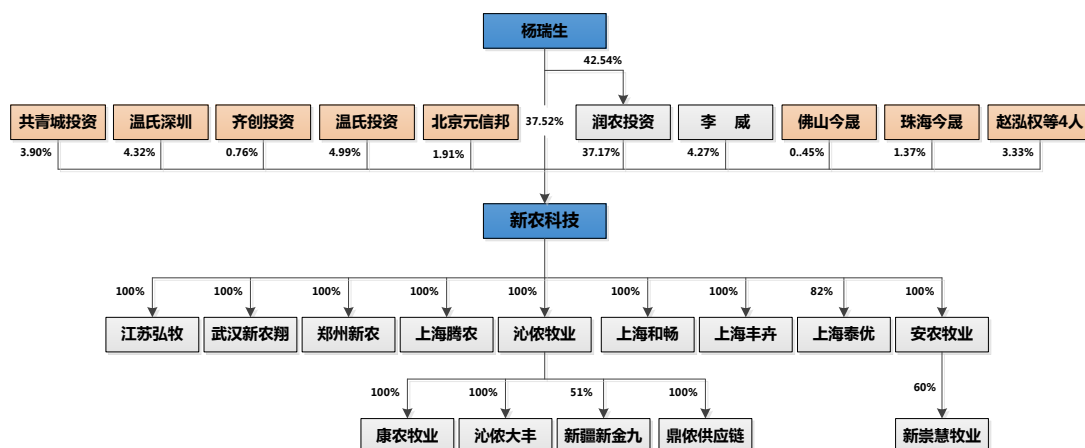 杨瑞生
42.54%
共青城投资 温氏深圳 齐创投资 温氏投资 北京元信邦 37.52% 润农投资 李 威 佛山今晟 珠海今晟 赵泓权等4人
3.90% 4.32% 0.76% 4.99% 1.91% 37.17% 4.27% 0..45% 1.37% 3.33%
新农科技
100% 100% 100% 100% 100% 100% 100% 82% 100%
江苏弘牧 武汉新农翔 郑州新农 上海腾农 沁侬牧业 上海和畅 上海丰卉 上海泰优 安农牧业
100% 100% 51% 100% 60%
康农牧业 沁侬大丰 新疆新金九 鼎侬供应链 新崇慧牧业